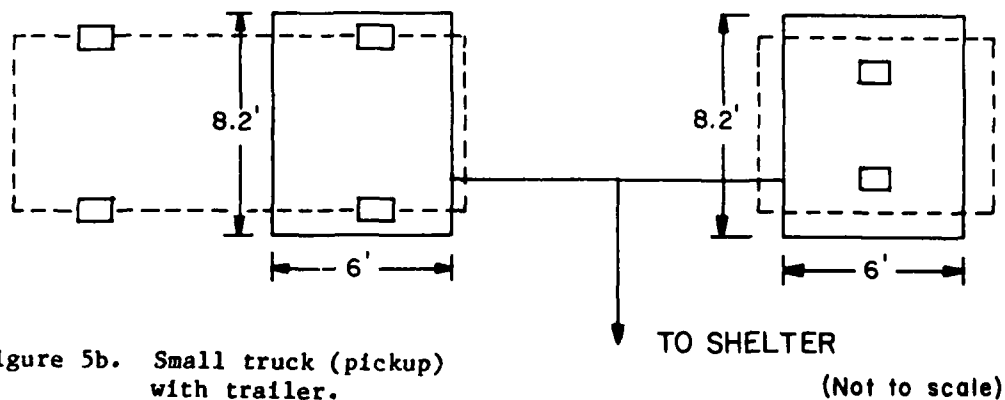 8.2'
8.2'
6'
6'
TO SHELTER
igure 5b. Small truck (pickup)
with trailer.
(Not to scale)